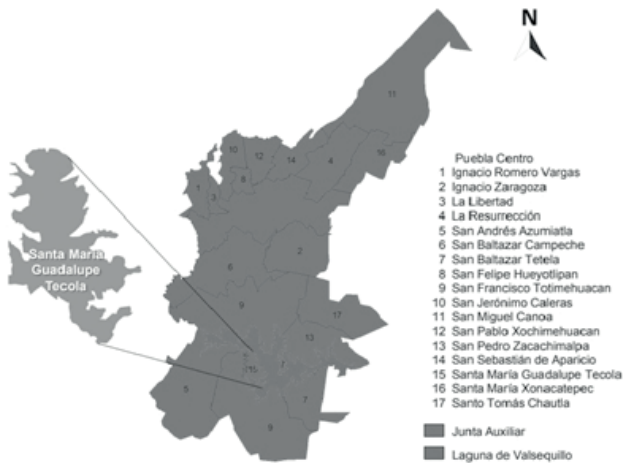 N
11
10
12
14
4
16
8
1
3
2
6
9
17
13
15
7
5
7
9
Santa María
Guadalupe
Tecola
Puebla Centro
1 Ignacio Romero Vargas
2 Ignacio Zaragoza
3 La Libertad
4 La Resurrección
5 San Andrés Azumiatla
6 San Baltazar Campeche
7 San Baltazar Tetela
8 San Felipe Hueyotlipan
9 San Francisco Totimehuacan
10 San Jerónimo Caleras
11 San Miguel Canoa
12 San Pablo Xochimehuacan
13 San Pedro Zacachimalpa
14 San Sebastián de Aparicio
15 Santa María Guadalupe Tecola
16 Santa María Xonacatepec
17 Santo Tomás Chautla
Junta Auxiliar
Laguna de Valsequillo